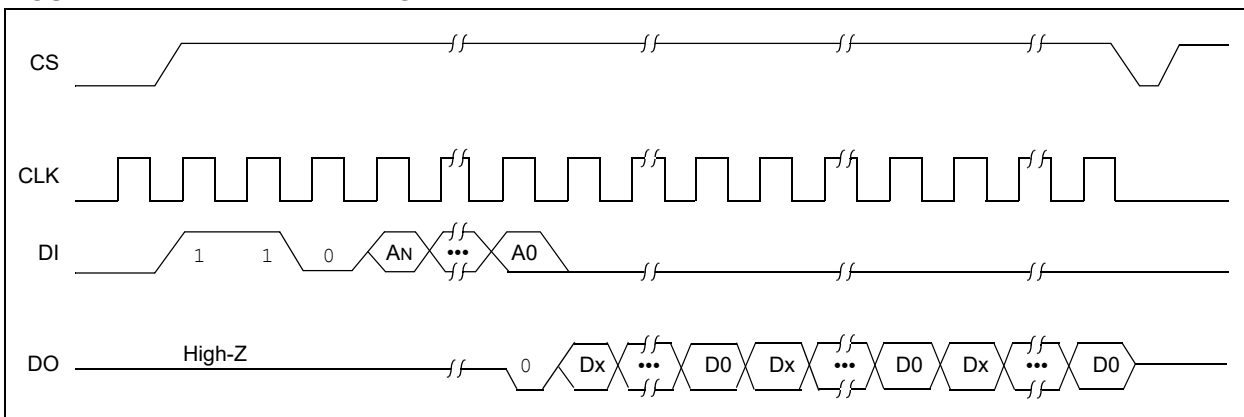 CS
CLK
DI 1 1 0 AN ••• A0
DO High-Z 0 Dx ••• D0 Dx ••• D0 Dx ••• D0